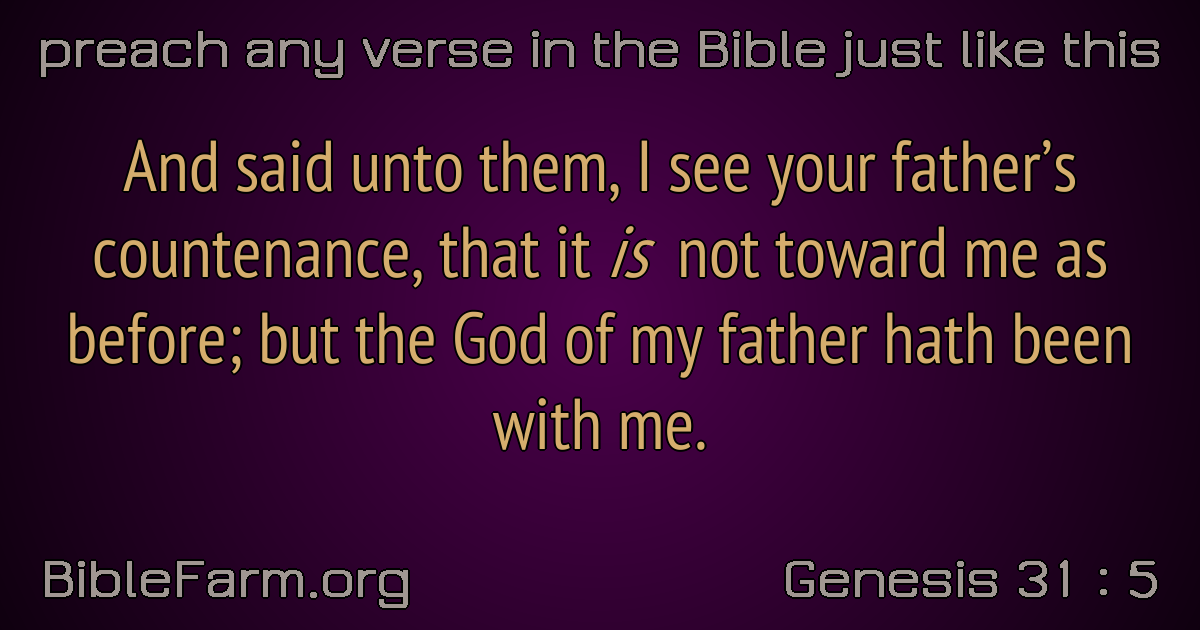 preach any verse in the Bible just like this
And said unto them, I see your father’s
countenance, that it is not toward me as
before; but the God of my father hath been
with me.
BibleFarm.org
Genesis 31 : 5